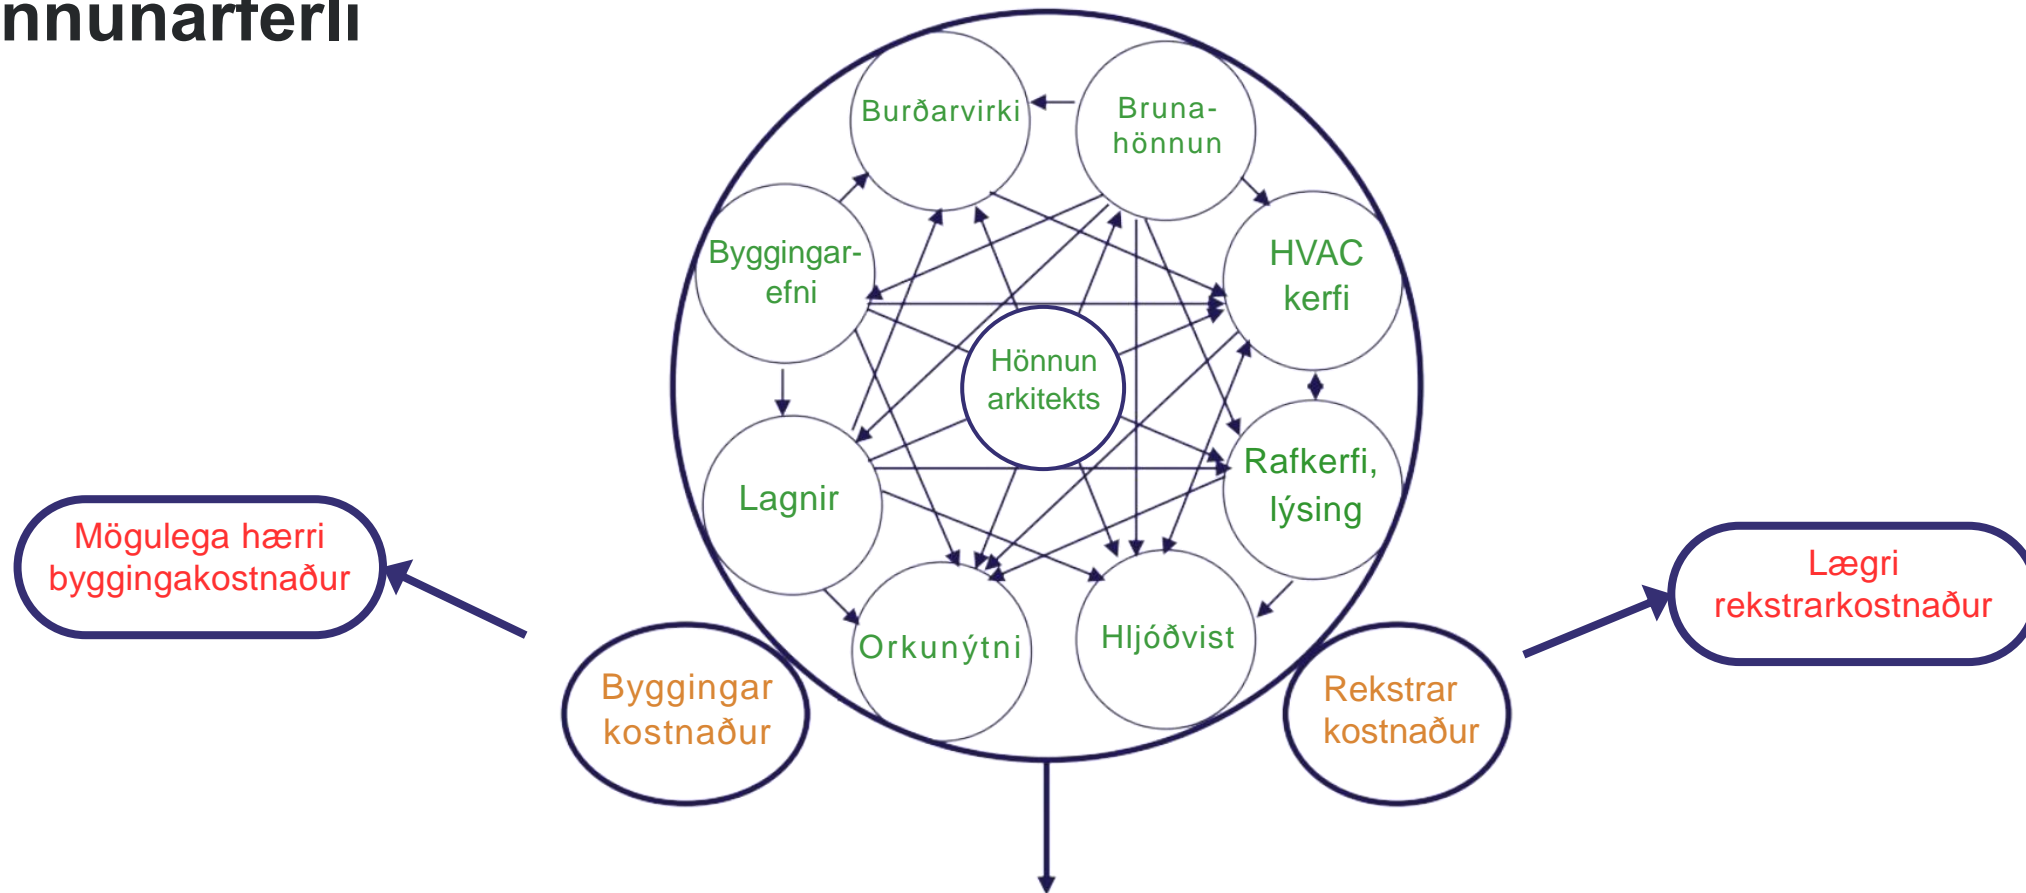 nnunarferli
Burðarvirki
Bruna-
hönnun
Byggingar-
efni
HVAC
kerfi
Hönnun
arkitekts
Lagnir
Rafkerfi,
lýsing
Orkunýtni
Hljóðvist
Mögulega hærri
byggingakostnaður
Lægri
rekstrarkostnaður
Byggingar
kostnaður
Rekstrar
kostnaður